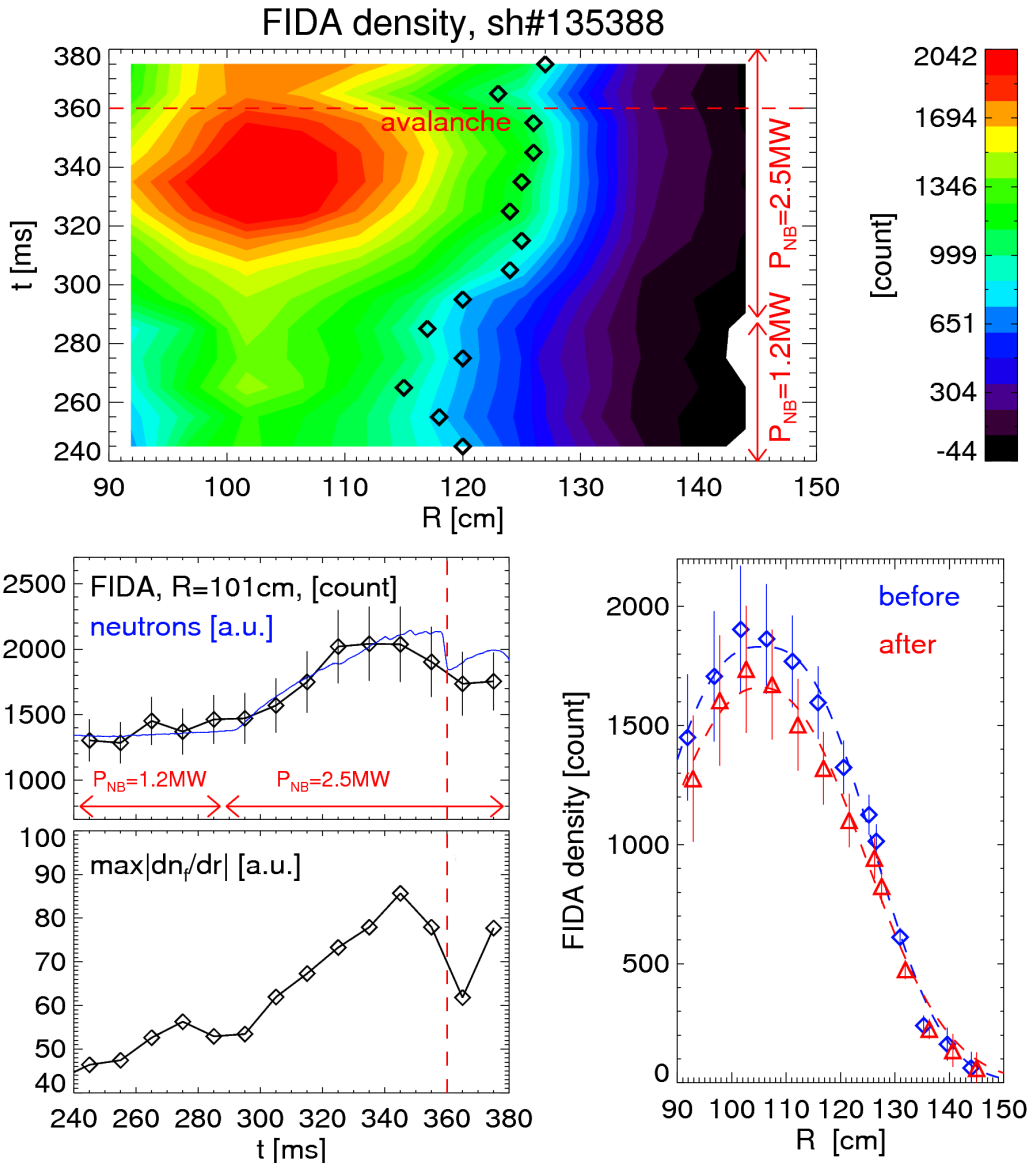 FIDA density, sh#135388
380
360
340
320
300
280
260
240
t [ms]
avalanche
P_NB=2.5MW
P_NB=1.2MW
90 100 110 120 130 140 150
R [cm]
2042
1694
1346
999
651
304
-44
[count]
2500
2000
1500
1000
FIDA, R=101cm, [count]
neutrons [a.u.]
P_NB=1.2MW
P_NB=2.5MW
100
90
80
70
60
50
40
max|dn_f/dr| [a.u.]
240 260 280 300 320 340 360 380
t [ms]
2000
1500
1000
500
0
FIDA density [count]
before
after
90 100 110 120 130 140 150
R [cm]